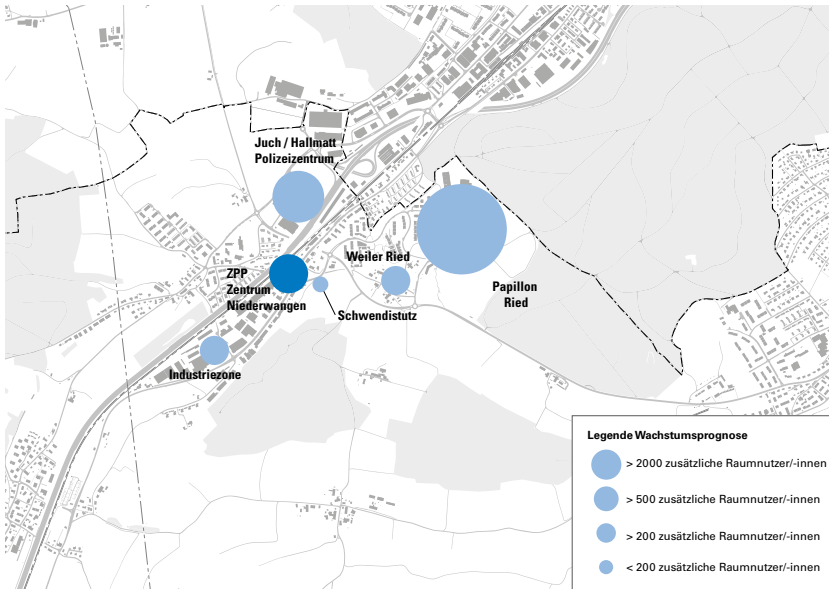 Juch / Hallmatt
Polizeizentrum
Weiler Ried
ZPP
Zentrum
Niederwangen
Papillon
Ried
Schwendistutz
Industriezone
Legende Wachstumsprognose
> 2000 zusätzliche Raumnutzer/-innen
> 500 zusätzliche Raumnutzer/-innen
> 200 zusätzliche Raumnutzer/-innen
< 200 zusätzliche Raumnutzer/-innen